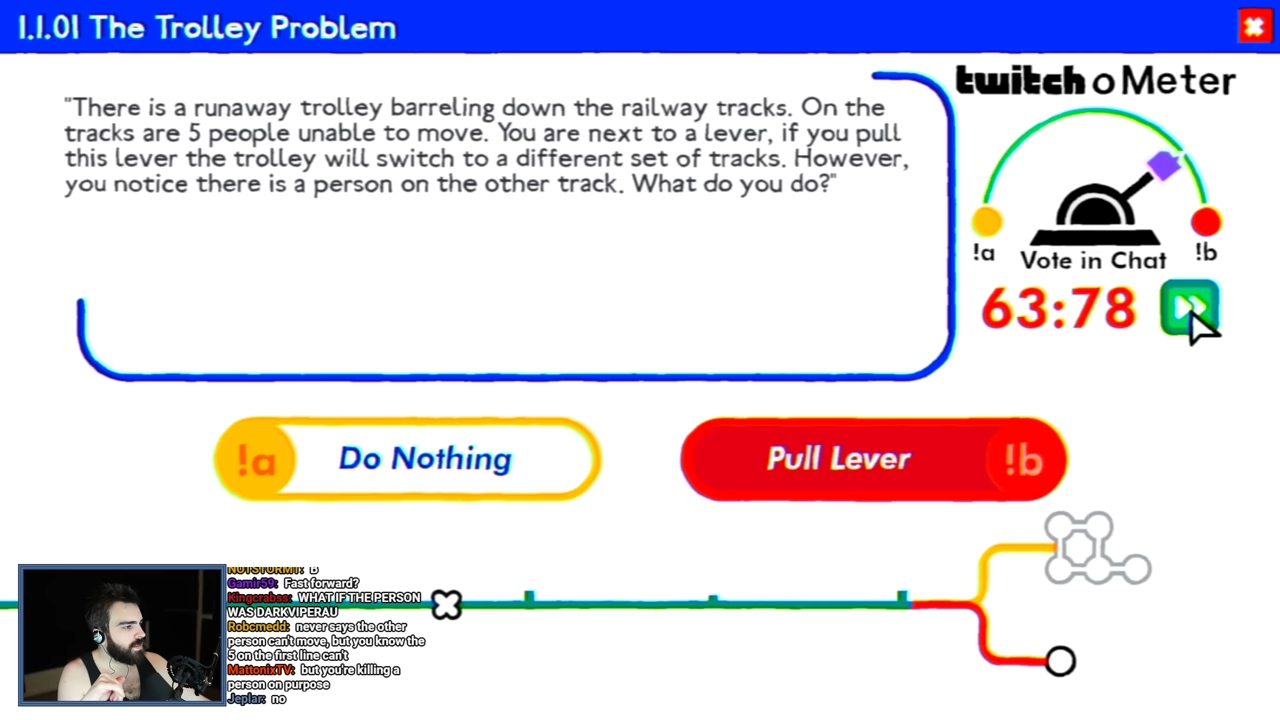 1.1.01 The Trolley Problem
"There is a runaway trolley barreling down the railway tracks. On the
tracks are 5 people unable to move. You are next to a lever, if you pull
this lever the trolley will switch to a different set of tracks. However,
you notice there is a person on the other track. What do you do?"
twitch o Meter
!a
Vote in Chat
!b
63:78
!a Do Nothing
Pull Lever !b
NOTSTORM1: B
Gamir59: Fast forward?
Kingcrabss: WHAT IF THE PERSON
WAS DARKVIPERAU
Robcmedd: never says the other
person can't move, but you know the
5 on the first line can't
MattonixTV: but you're killing a
person on purpose
Jeplar: no